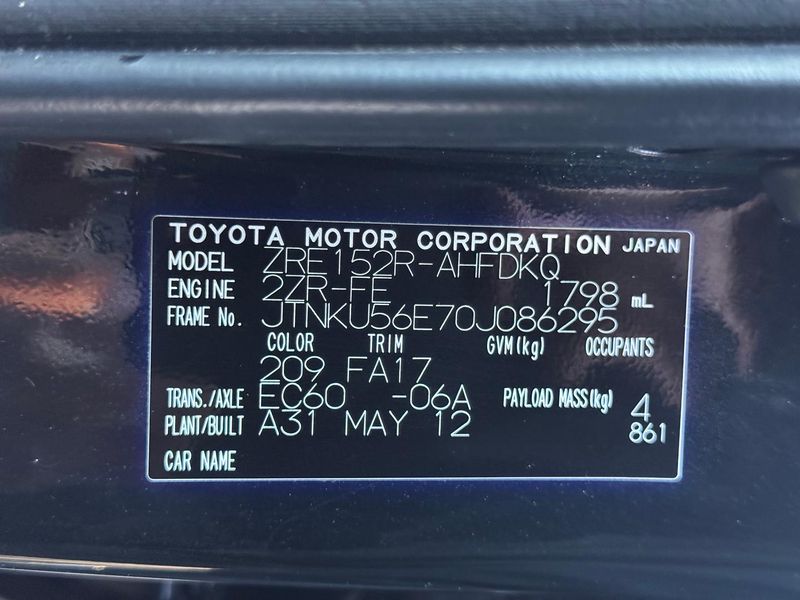 TOYOTA MOTOR CORPORATION JAPAN
MODEL ZRE152R-AHFDKQ
ENGINE 2ZR-FE 1798 mL
FRAME No. JTNKU56E70J086295
COLOR TRIM GVM(kg) OCCUPANTS
209 FA17
TRANS./AXLE EC60 -06A PAYLOAD MASS(kg) 4
PLANT/BUILT A31 MAY 12 861
CAR NAME